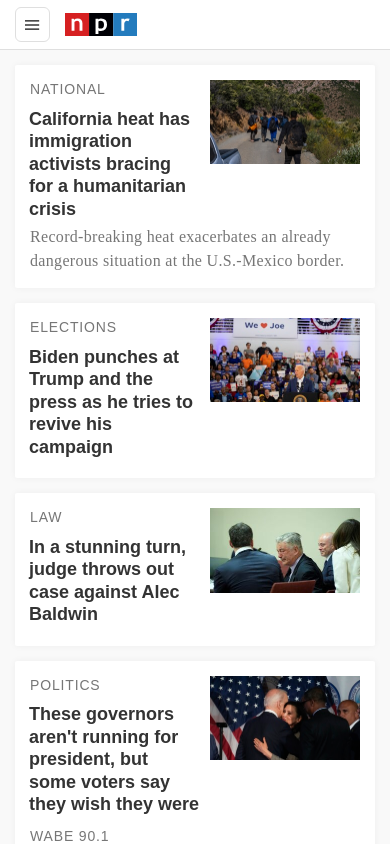 npr
NATIONAL
California heat has
immigration
activists bracing
for a humanitarian
crisis
Record-breaking heat exacerbates an already
dangerous situation at the U.S.-Mexico border.
ELECTIONS
We ❤ Joe
Biden punches at
Trump and the
press as he tries to
revive his
campaign
LAW
In a stunning turn,
judge throws out
case against Alec
Baldwin
POLITICS
These governors
aren't running for
president, but
some voters say
they wish they were
WABE 90.1